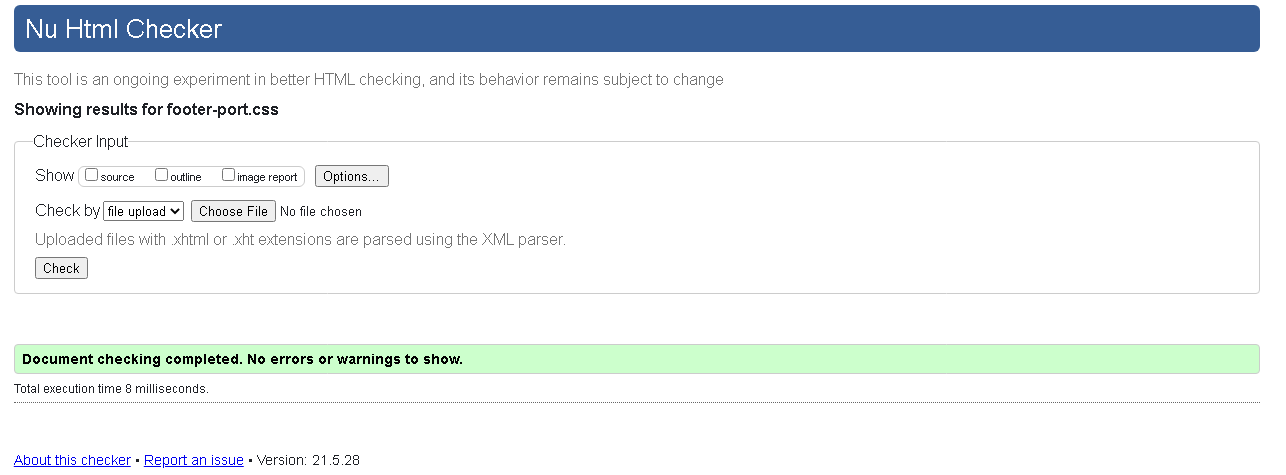 Nu Html Checker
This tool is an ongoing experiment in better HTML checking, and its behavior remains subject to change
Showing results for footer-port.css
Checker Input
Show source outline image report Options...
Check by file upload Choose File No file chosen
Uploaded files with .xhtml or .xht extensions are parsed using the XML parser.
Check
Document checking completed. No errors or warnings to show.
Total execution time 8 milliseconds.
About this checker • Report an issue • Version: 21.5.28